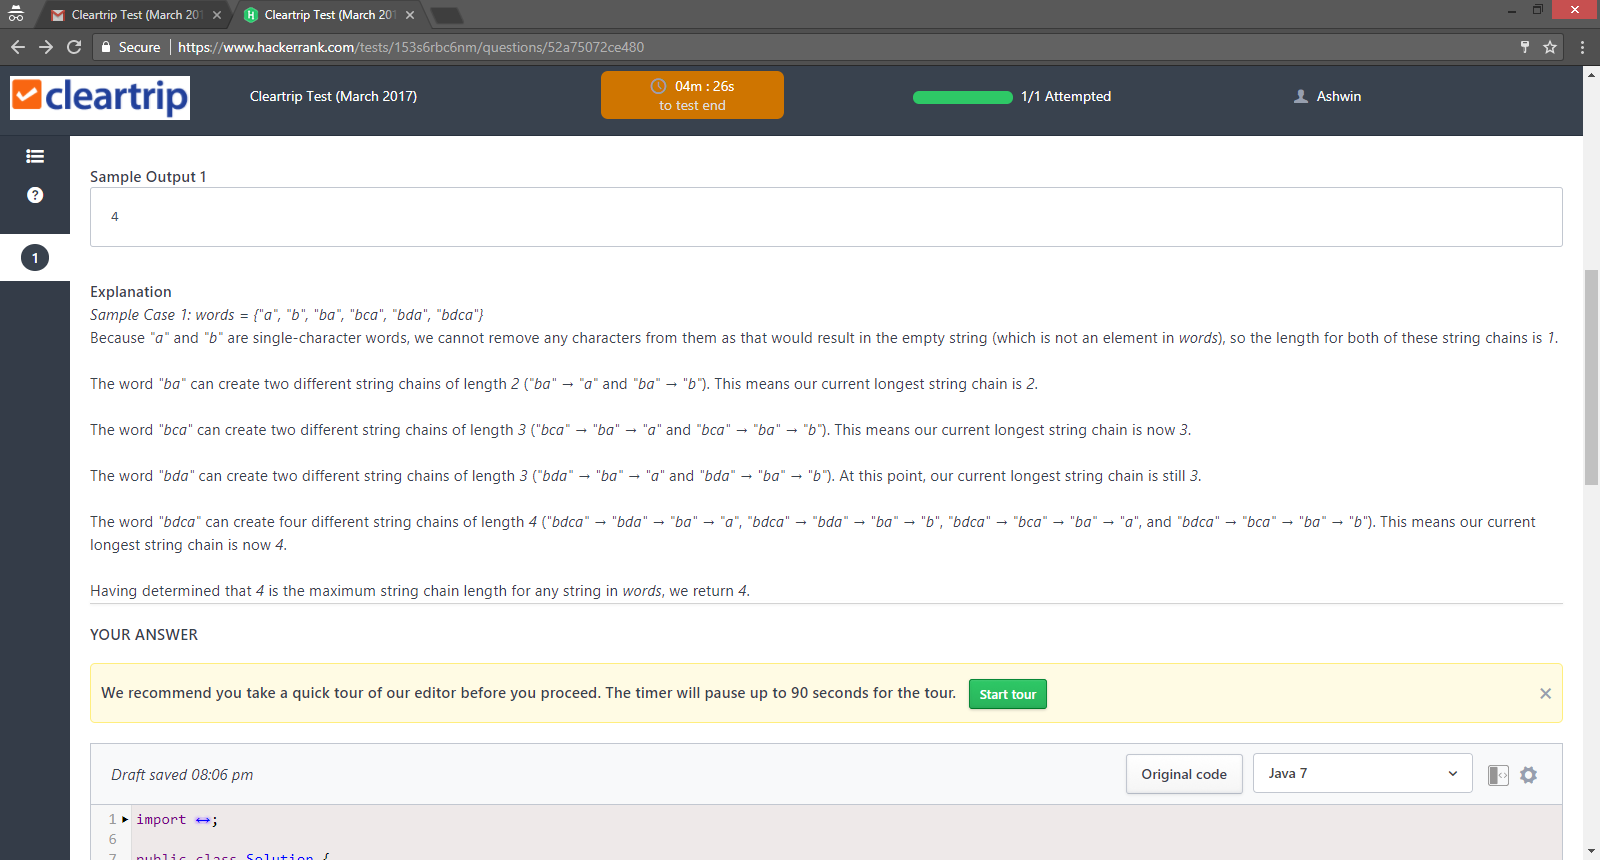 Cleartrip Test (March 201
Cleartrip Test (March 201
Secure | https://www.hackerrank.com/tests/153s6rbc6nm/questions/52a75072ce480
cleartrip
Cleartrip Test (March 2017)
04m : 26s
to test end
1/1 Attempted
Ashwin
Sample Output 1
4
1
Explanation
Sample Case 1: words = {"a", "b", "ba", "bca", "bda", "bdca"}
Because "a" and "b" are single-character words, we cannot remove any characters from them as that would result in the empty string (which is not an element in words), so the length for both of these string chains is 1.
The word "ba" can create two different string chains of length 2 ("ba" → "a" and "ba" → "b"). This means our current longest string chain is 2.
The word "bca" can create two different string chains of length 3 ("bca" → "ba" → "a" and "bca" → "ba" → "b"). This means our current longest string chain is now 3.
The word "bda" can create two different string chains of length 3 ("bda" → "ba" → "a" and "bda" → "ba" → "b"). At this point, our current longest string chain is still 3.
The word "bdca" can create four different string chains of length 4 ("bdca" → "bda" → "ba" → "a", "bdca" → "bda" → "ba" → "b", "bdca" → "bca" → "ba" → "a", and "bdca" → "bca" → "ba" → "b"). This means our current
longest string chain is now 4.
Having determined that 4 is the maximum string chain length for any string in words, we return 4.
YOUR ANSWER
We recommend you take a quick tour of our editor before you proceed. The timer will pause up to 90 seconds for the tour.
Start tour
Draft saved 08:06 pm
Original code
Java 7
1 import ↔;
6
7 public class Solution {